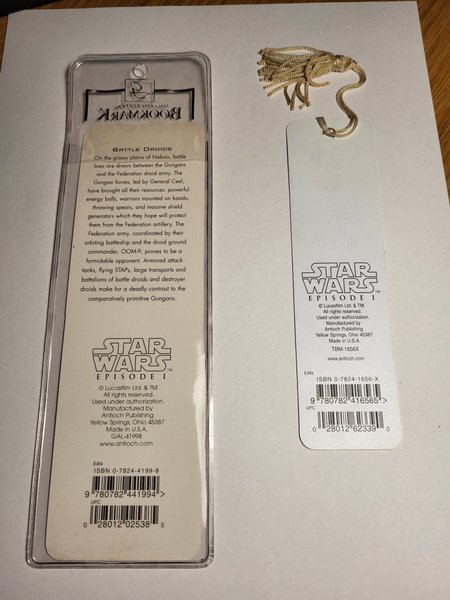 GALLERY EDITION
BOOKMARK
BATTLE DROIDS
On the grassy plains of Naboo, battle
lines are drawn between the Gungans
and the Federation droid army. The
Gungan forces, led by General Ceel,
have brought all their resources: powerful
energy balls, warriors mounted on kaadu,
throwing spears, and massive shield
generators which they hope will protect
them from the Federation artillery. The
Federation army, coordinated by their
orbiting battleship and the droid ground
commander, OOM-9, proves to be a
formidable opponent. Armored attack
tanks, flying STAPs, large transports and
battalions of battle droids and destroyer
droids make for a deadly contrast to the
comparatively primitive Gungans.
STAR
WARS
EPISODE I
© Lucasfilm Ltd. & TM
All rights reserved.
Used under authorization.
Manufactured by
Antioch Publishing
Yellow Springs, Ohio 45387
Made in U.S.A.
GAL-41998
www.antioch.com
EAN
ISBN 0-7824-4199-8
9 780782 441994 >
UPC
0 28012 02538 5
STAR
WARS
TM
EPISODE I
© Lucasfilm Ltd. & TM
All rights reserved.
Used under authorization.
Manufactured by
Antioch Publishing
Yellow Springs, Ohio 45387
Made in U.S.A.
TBM-1656X
www.antioch.com
EAN
ISBN 0-7824-1656-X
9 780782 416565 >
UPC
0 28012 62339 0